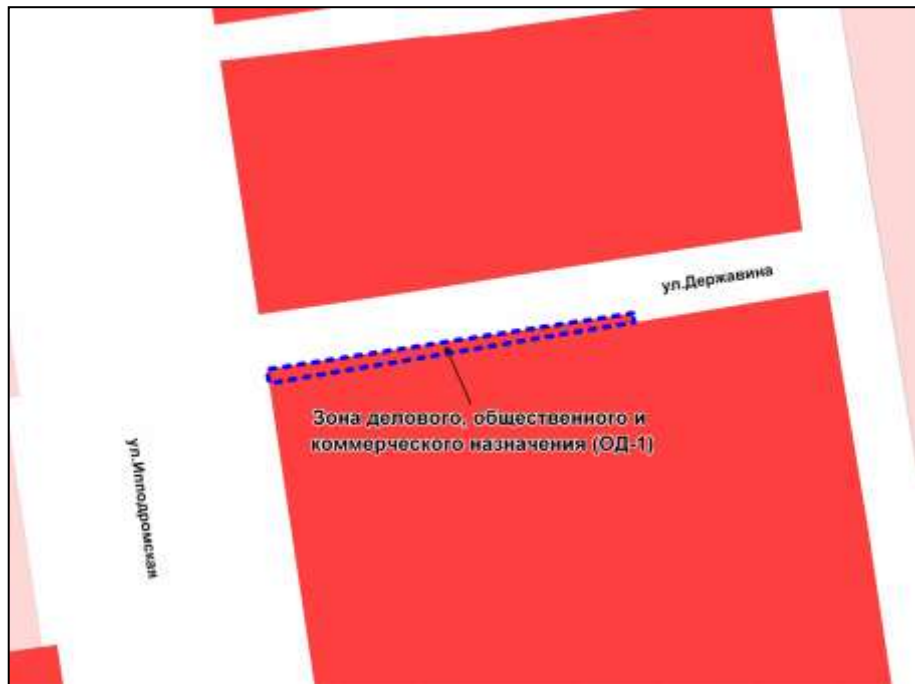 ул.Державина
Зона делового, общественного и
коммерческого назначения (ОД-1)
ул.Ипподромская